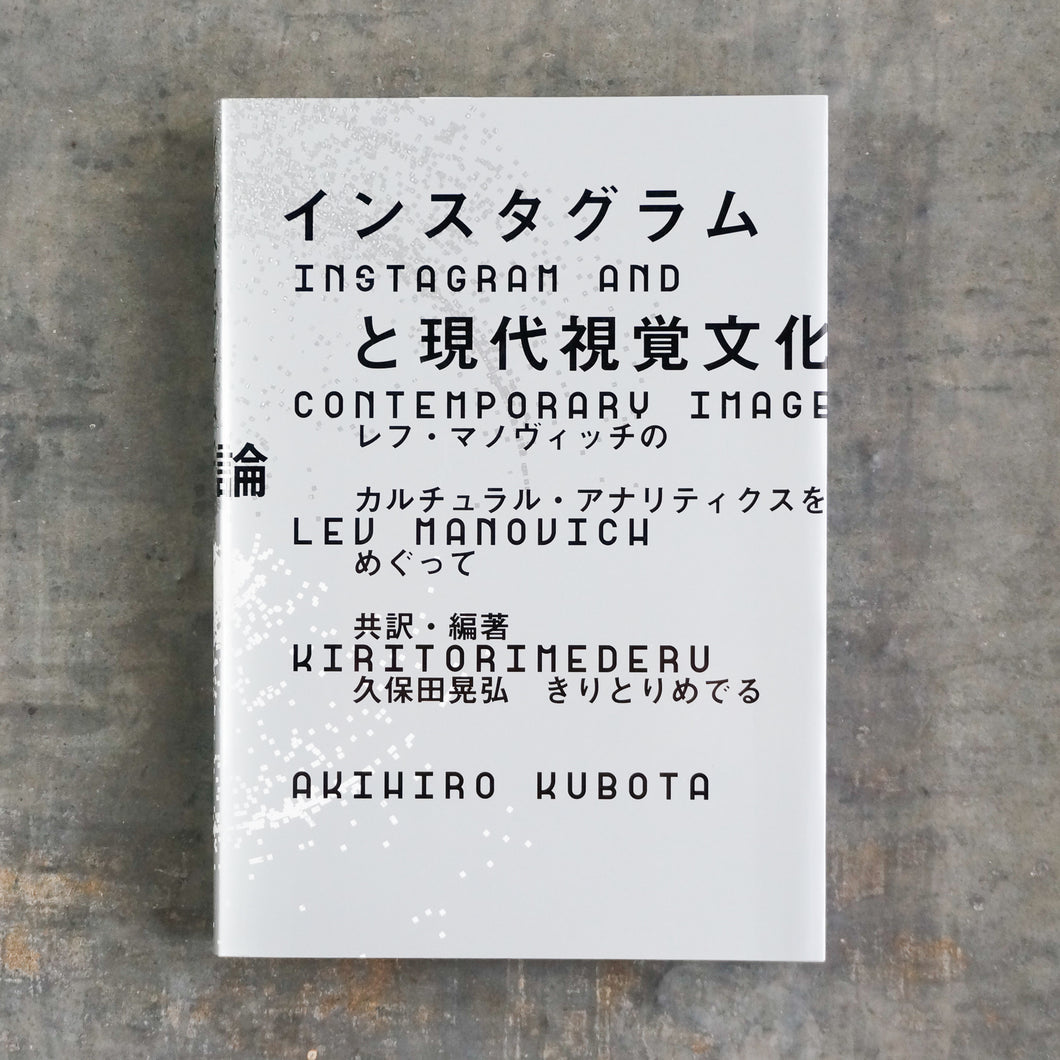 インスタグラム
INSTAGRAM AND
と現代視覚文化
CONTEMPORARY IMAGE
レフ・マノヴィッチの
論
カルチュラル・アナリティクスを
LEV MANOVICH
めぐって
共訳・編著
KIRITORIMEDERU
久保田晃弘 きりとりめでる
AKIHIRO KUBOTA